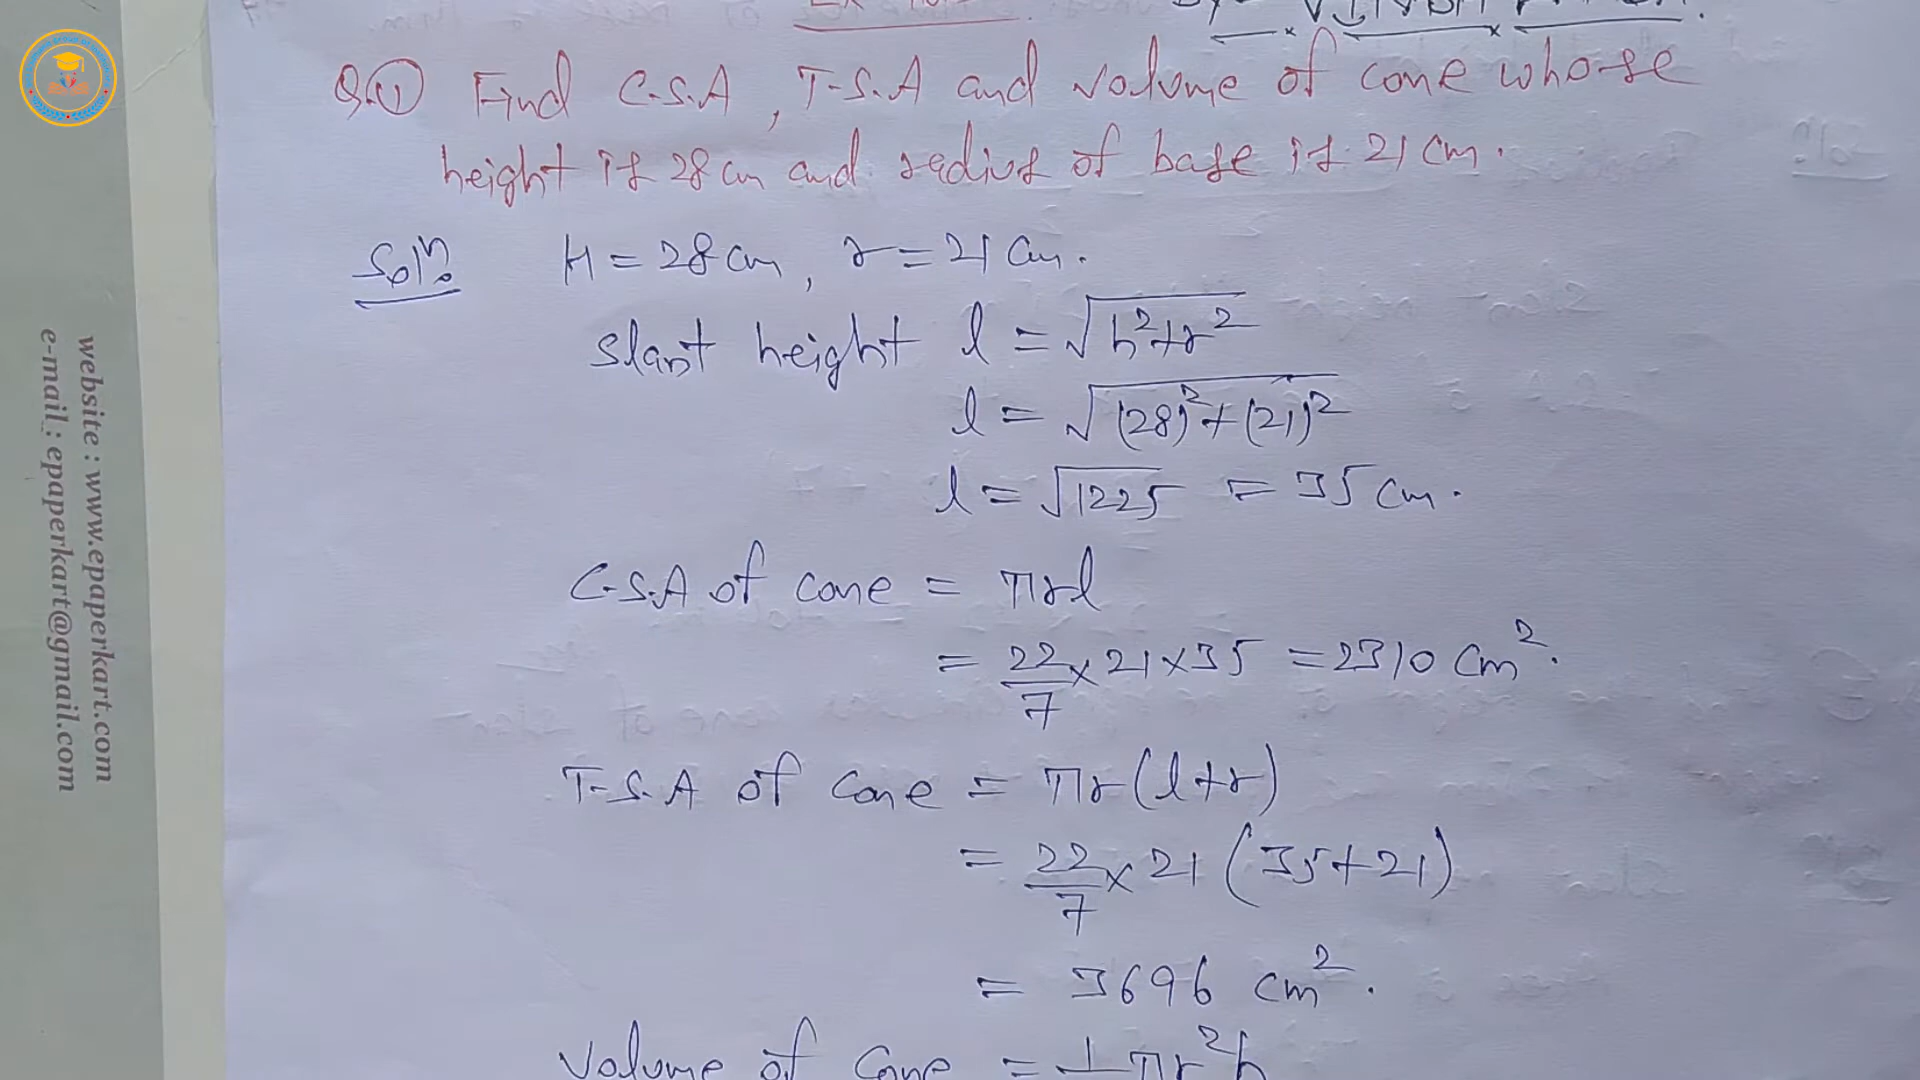 Q.① Find C.S.A, T.S.A and volume of cone whose
height is 28 cm and radius of base is 21 cm.
Soln. H = 28 cm, r = 21 cm.
Slant height l = √(h²+r²)
l = √((28)²+(21)²)
l = √1225 = 35 cm.
C.S.A of cone = πrl
= 22/7 × 21 × 35 = 2310 cm².
T.S.A of cone = πr(l+r)
= 22/7 × 21 (35+21)
= 3696 cm².
Volume of cone = 1 πr²h
website : www.epaperkart.com
e-mail : epaperkart@gmail.com